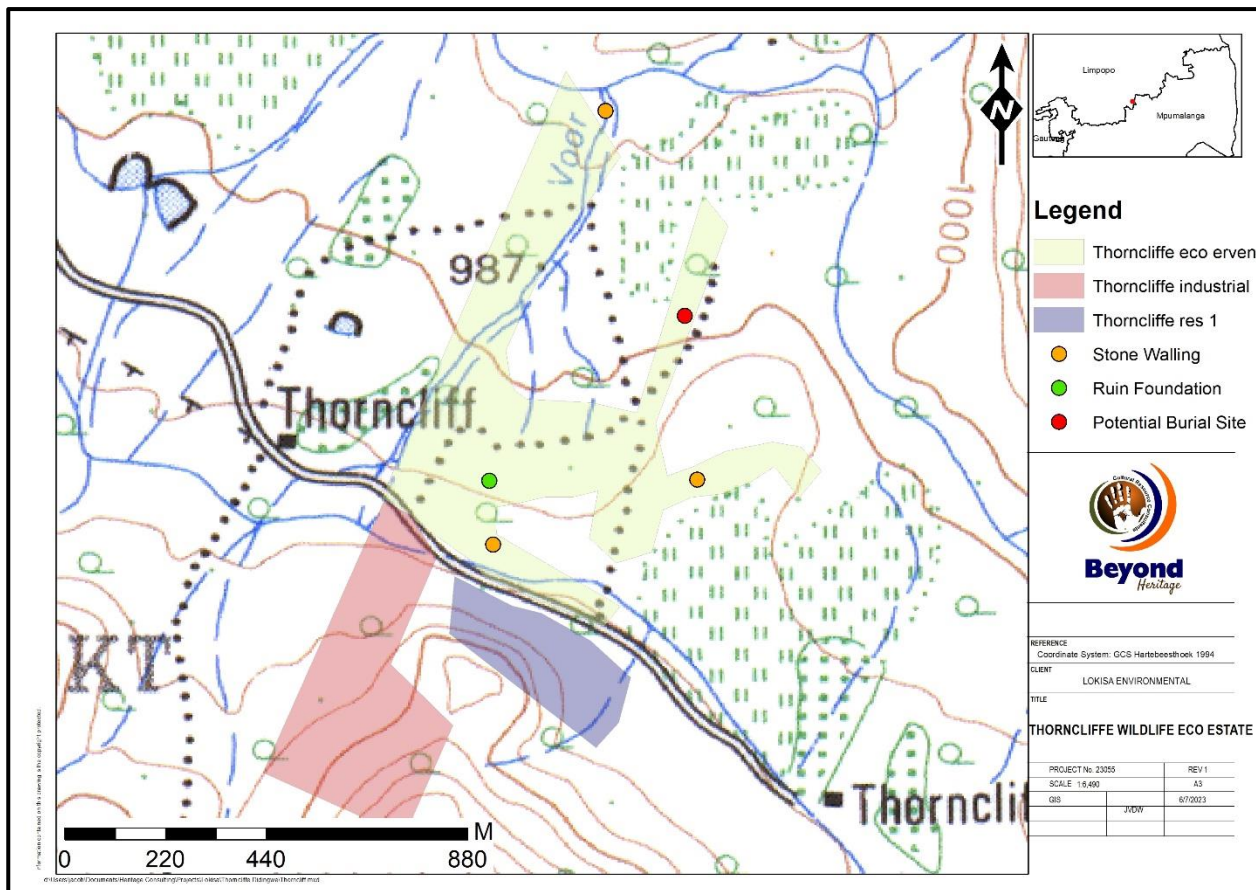 Voor
987
1000
Thorncliff
KT
Thorncli
M
0 220 440 880
Limpopo
Mpumalanga
Gauteng
N
Legend
Thorncliffe eco erven
Thorncliffe industrial
Thorncliffe res 1
Stone Walling
Ruin Foundation
Potential Burial Site
Beyond
Heritage
REFERENCE
Coordinate System: GCS Hartebeesthoek 1994
CLIENT
LOKISA ENVIRONMENTAL
TITLE
THORNCLIFFE WILDLIFE ECO ESTATE
PROJECT No. 23055 REV 1
SCALE 1:6,490 A3
GIS JVDW 6/7/2023